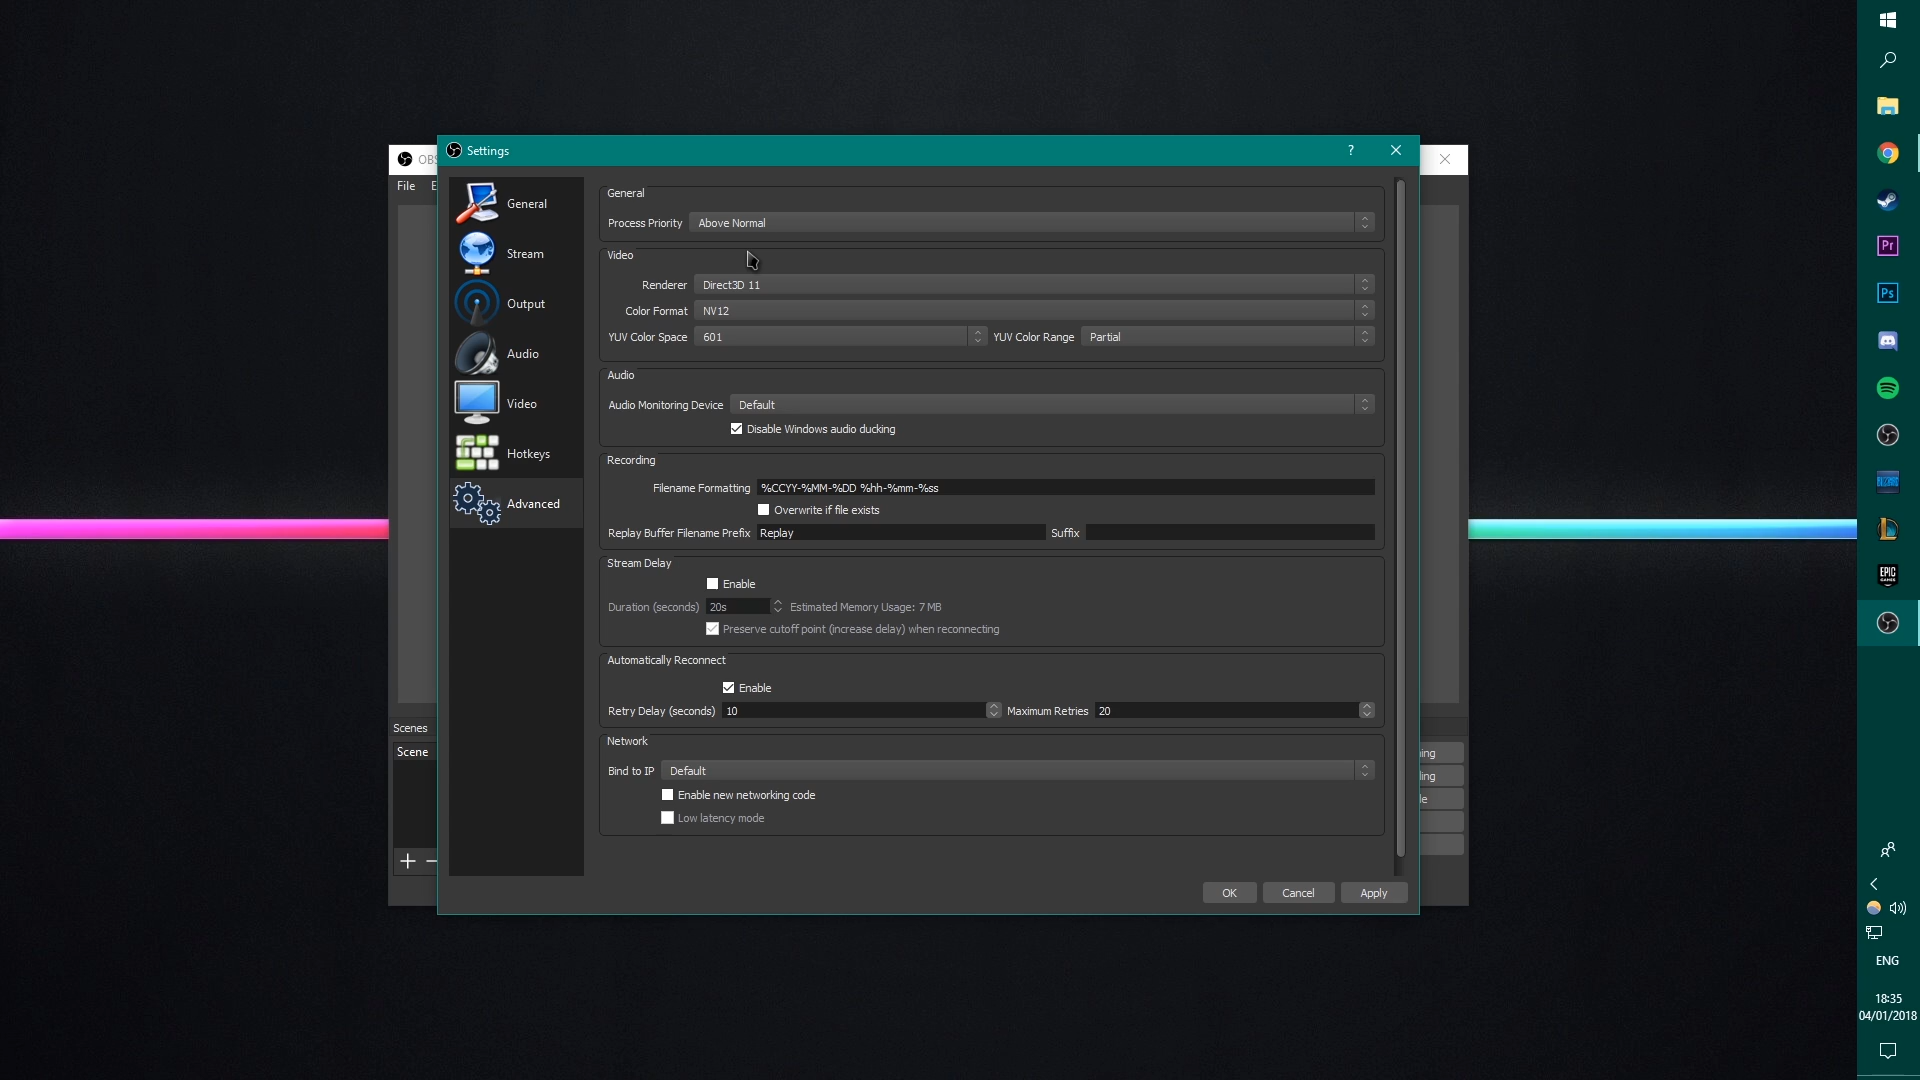 Settings
?
OBS
File
General
Stream
Output
Audio
Video
Hotkeys
Advanced
General
Process Priority Above Normal
Video
Renderer Direct3D 11
Color Format NV12
YUV Color Space 601 YUV Color Range Partial
Audio
Audio Monitoring Device Default
Disable Windows audio ducking
Recording
Filename Formatting %CCYY-%MM-%DD %hh-%mm-%ss
Overwrite if file exists
Replay Buffer Filename Prefix Replay Suffix
Stream Delay
Enable
Duration (seconds) 20s Estimated Memory Usage: 7 MB
Preserve cutoff point (increase delay) when reconnecting
Automatically Reconnect
Enable
Retry Delay (seconds) 10 Maximum Retries 20
Network
Bind to IP Default
Enable new networking code
Low latency mode
OK Cancel Apply
Scenes
Scene
Pr
Ps
EPIC
GAMES
ENG
18:35
04/01/2018